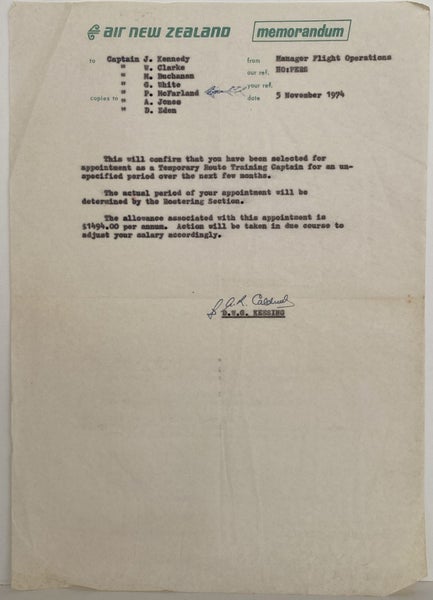 air new zealand memorandum
to Captain J. Kennedy from Manager Flight Operations
" W. Clarke our ref. HO:PERS
" N. Buchanan
" G. White your ref.
" P. McFarland
copies to " A. Jones date 5 November 1974
" D. Eden
This will confirm that you have been selected for
appointment as a Temporary Route Training Captain for an un-
specified period over the next few months.
The actual period of your appointment will be
determined by the Rostering Section.
The allowance associated with this appointment is
$1494.00 per annum. Action will be taken in due course to
adjust your salary accordingly.
A.R. Caldwell
D.W.G. KESSING